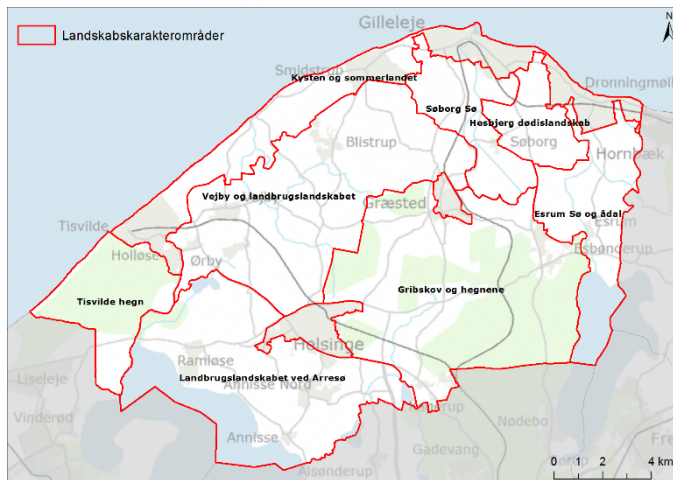 Landskabskarakterområder
Gilleleje
N
Smidstrup
Kysten og sommerlandet
Dronningmøll
Søborg Sø
Hesbjerg dødislandskab
Blistrup
Søborg
Hornbæk
Vejby og landbrugslandskabet
Græsted
Esrum Sø og ådal
Esrum
Tisvilde
Esbønderup
Holløse
Ørby
Gribskov og hegnene
Tisvilde hegn
Helsinge
Ramløse
Liseleje
Landbrugslandskabet ved Arresø
Annisse Nord
Vinderød
Nødebo
Annisse
Gadevang
Fre
Alsønderup
0 1 2 4 km